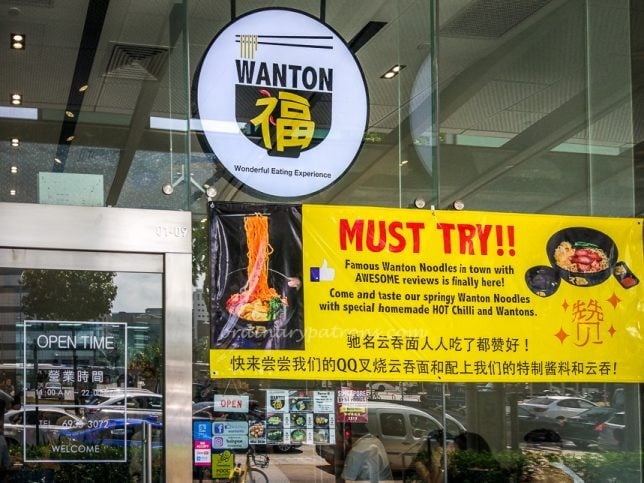 WANTON
福
Wonderful Eating Experience
01-09
MUST TRY!!
Famous Wanton Noodles in town with
AWESOME reviews is finally here!
Come and taste our springy Wanton Noodles
with special homemade HOT Chilli and Wantons.
驰名云吞面人人吃了都赞好！
快来尝尝我们的QQ叉烧云吞面和配上我们的特制酱料和云吞!
ordinarypatrons.com
OPEN TIME
營業時間
WELCOME
OPEN
WANTON